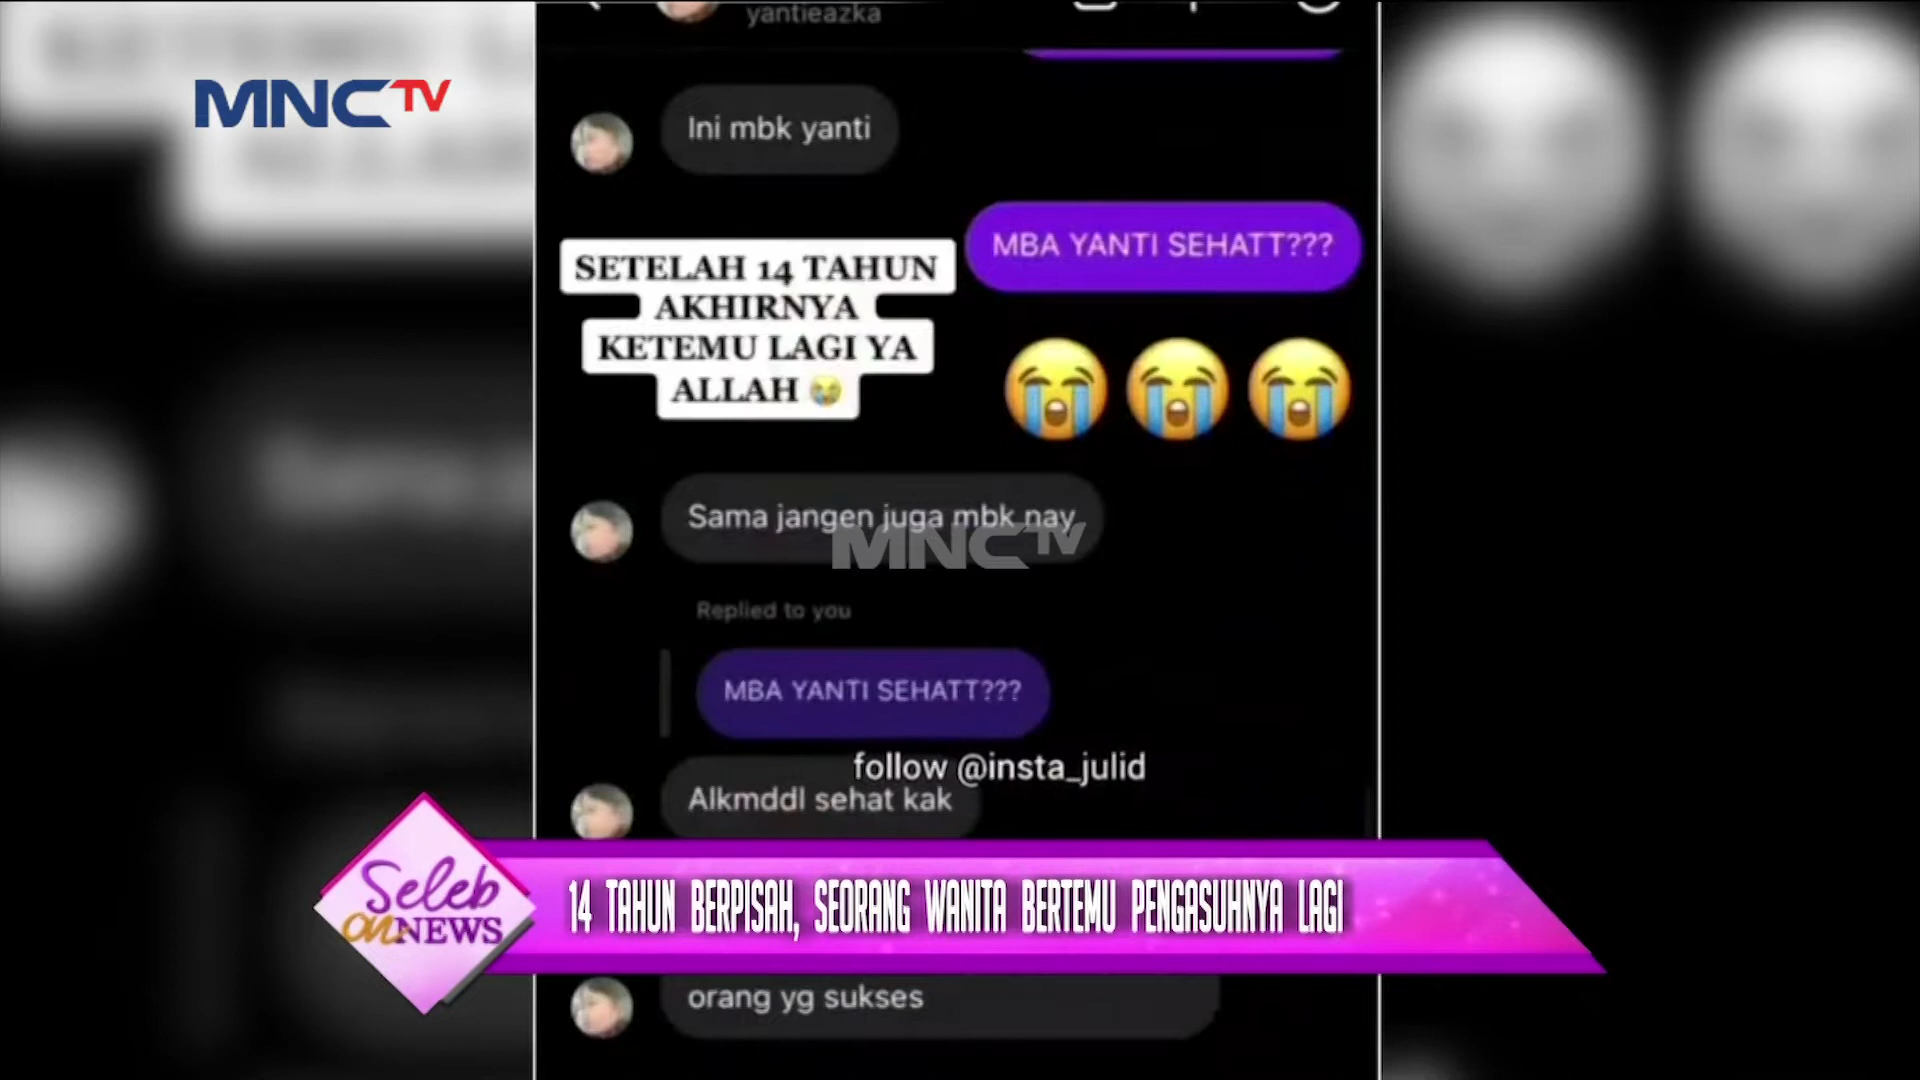 yantieazka
MNCTV
Ini mbk yanti
MBA YANTI SEHATT???
SETELAH 14 TAHUN
AKHIRNYA
KETEMU LAGI YA
ALLAH 😭
😭😭😭
Sama jangen juga mbk nay
MNCTV
Replied to you
MBA YANTI SEHATT???
follow @insta_julid
Alkmddl sehat kak
Seleb
on NEWS
14 TAHUN BERPISAH, SEORANG WANITA BERTEMU PENGASUHNYA LAGI
orang yg sukses